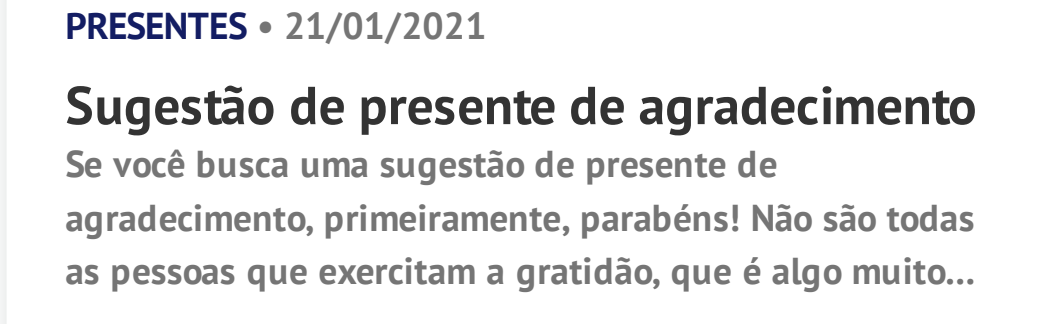 PRESENTES • 21/01/2021
Sugestão de presente de agradecimento
Se você busca uma sugestão de presente de
agradecimento, primeiramente, parabéns! Não são todas
as pessoas que exercitam a gratidão, que é algo muito...